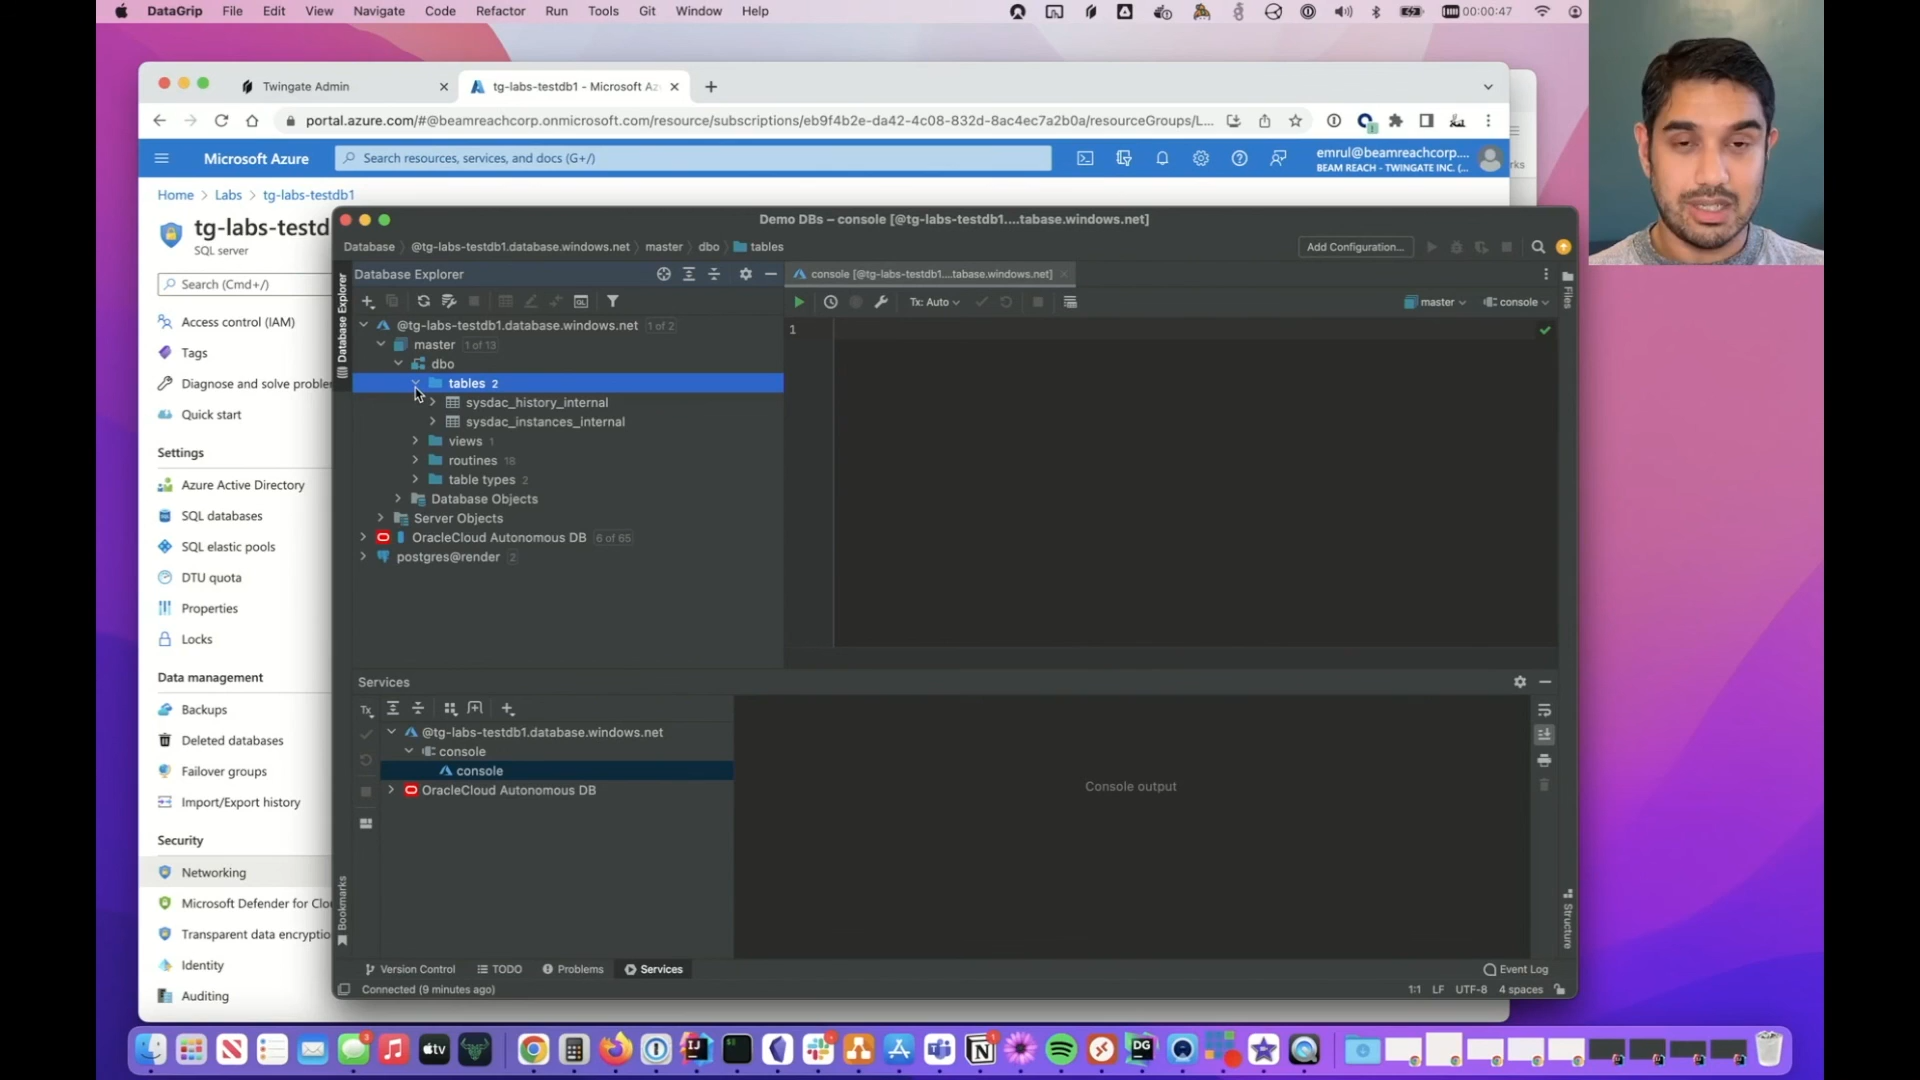 DataGrip File Edit View Navigate Code Refactor Run Tools Git Window Help
00:00:47
Twingate Admin
tg-labs-testdb1 - Microsoft Az
portal.azure.com/#@beamreachcorp.onmicrosoft.com/resource/subscriptions/eb9f4b2e-da42-4c08-832d-8ac4ec7a2b0a/resourceGroups/L...
Microsoft Azure
Search resources, services, and docs (G+/)
emrul@beamreachcorp....
BEAM REACH - TWINGATE INC. (...
Home > Labs > tg-labs-testdb1
tg-labs-testd
SQL server
Search (Cmd+/)
Access control (IAM)
Tags
Diagnose and solve probler
Quick start
Settings
Azure Active Directory
SQL databases
SQL elastic pools
DTU quota
Properties
Locks
Data management
Backups
Deleted databases
Failover groups
Import/Export history
Security
Networking
Microsoft Defender for Clo
Transparent data encryptio
Identity
Auditing
Demo DBs – console [@tg-labs-testdb1....tabase.windows.net]
Database @tg-labs-testdb1.database.windows.net master dbo tables
Add Configuration...
Database Explorer
Database Explorer
console [@tg-labs-testdb1....tabase.windows.net]
Files
Tx: Auto
master
console
@tg-labs-testdb1.database.windows.net 1 of 2
master 1 of 13
dbo
tables 2
sysdac_history_internal
sysdac_instances_internal
views 1
routines 18
table types 2
Database Objects
Server Objects
OracleCloud Autonomous DB 6 of 65
postgres@render 2
1
Services
Tx
@tg-labs-testdb1.database.windows.net
console
console
OracleCloud Autonomous DB
Console output
Bookmarks
Structure
Version Control
TODO
Problems
Services
Event Log
Connected (9 minutes ago)
1:1 LF UTF-8 4 spaces
tv
DG